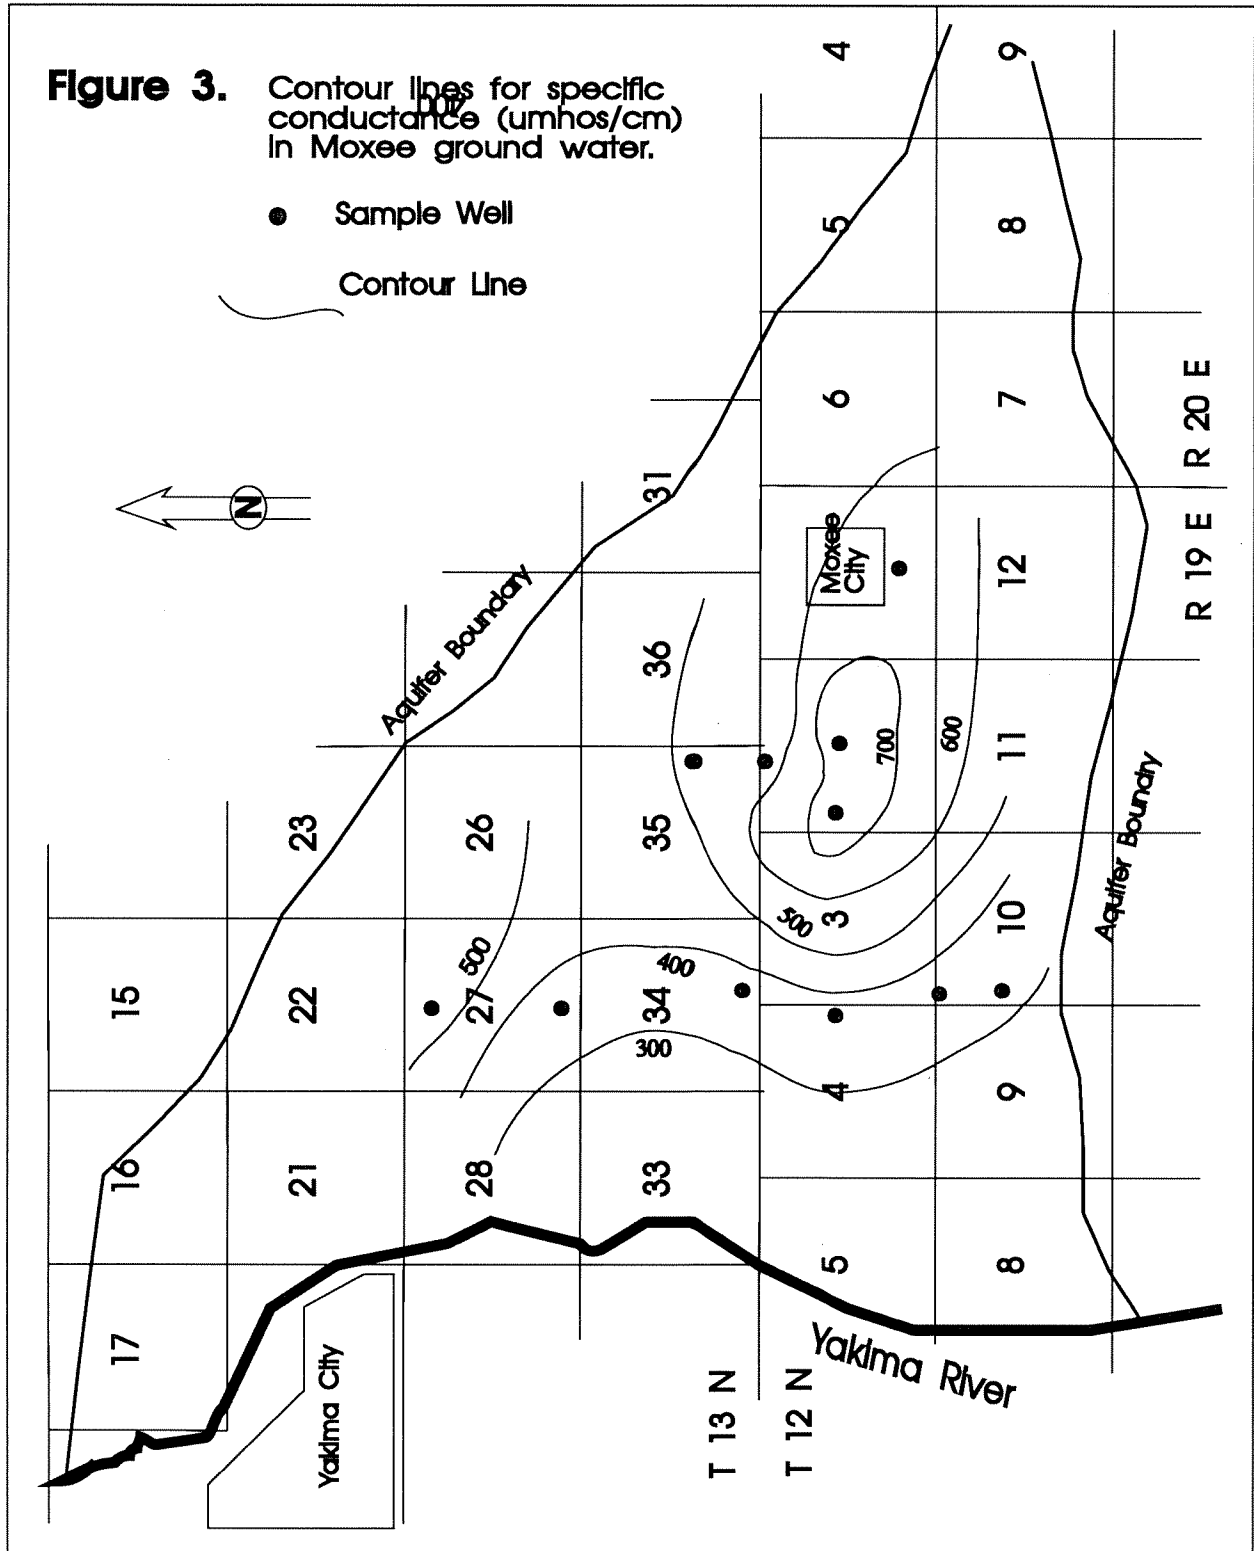 Figure 3. Contour lines for specific
conductance (umhos/cm)
in Moxee ground water.
400
Sample Well
Contour Line
N
Aquifer Boundary
Aquifer Boundry
Moxee
City
Yakima City
Yakima River
T 13 N
T 12 N
R 19 E
R 20 E
17
16
15
21
22
23
28
27
26
33
34
35
36
31
5
4
3
6
5
4
8
9
10
11
12
7
8
9
500
400
300
500
600
700